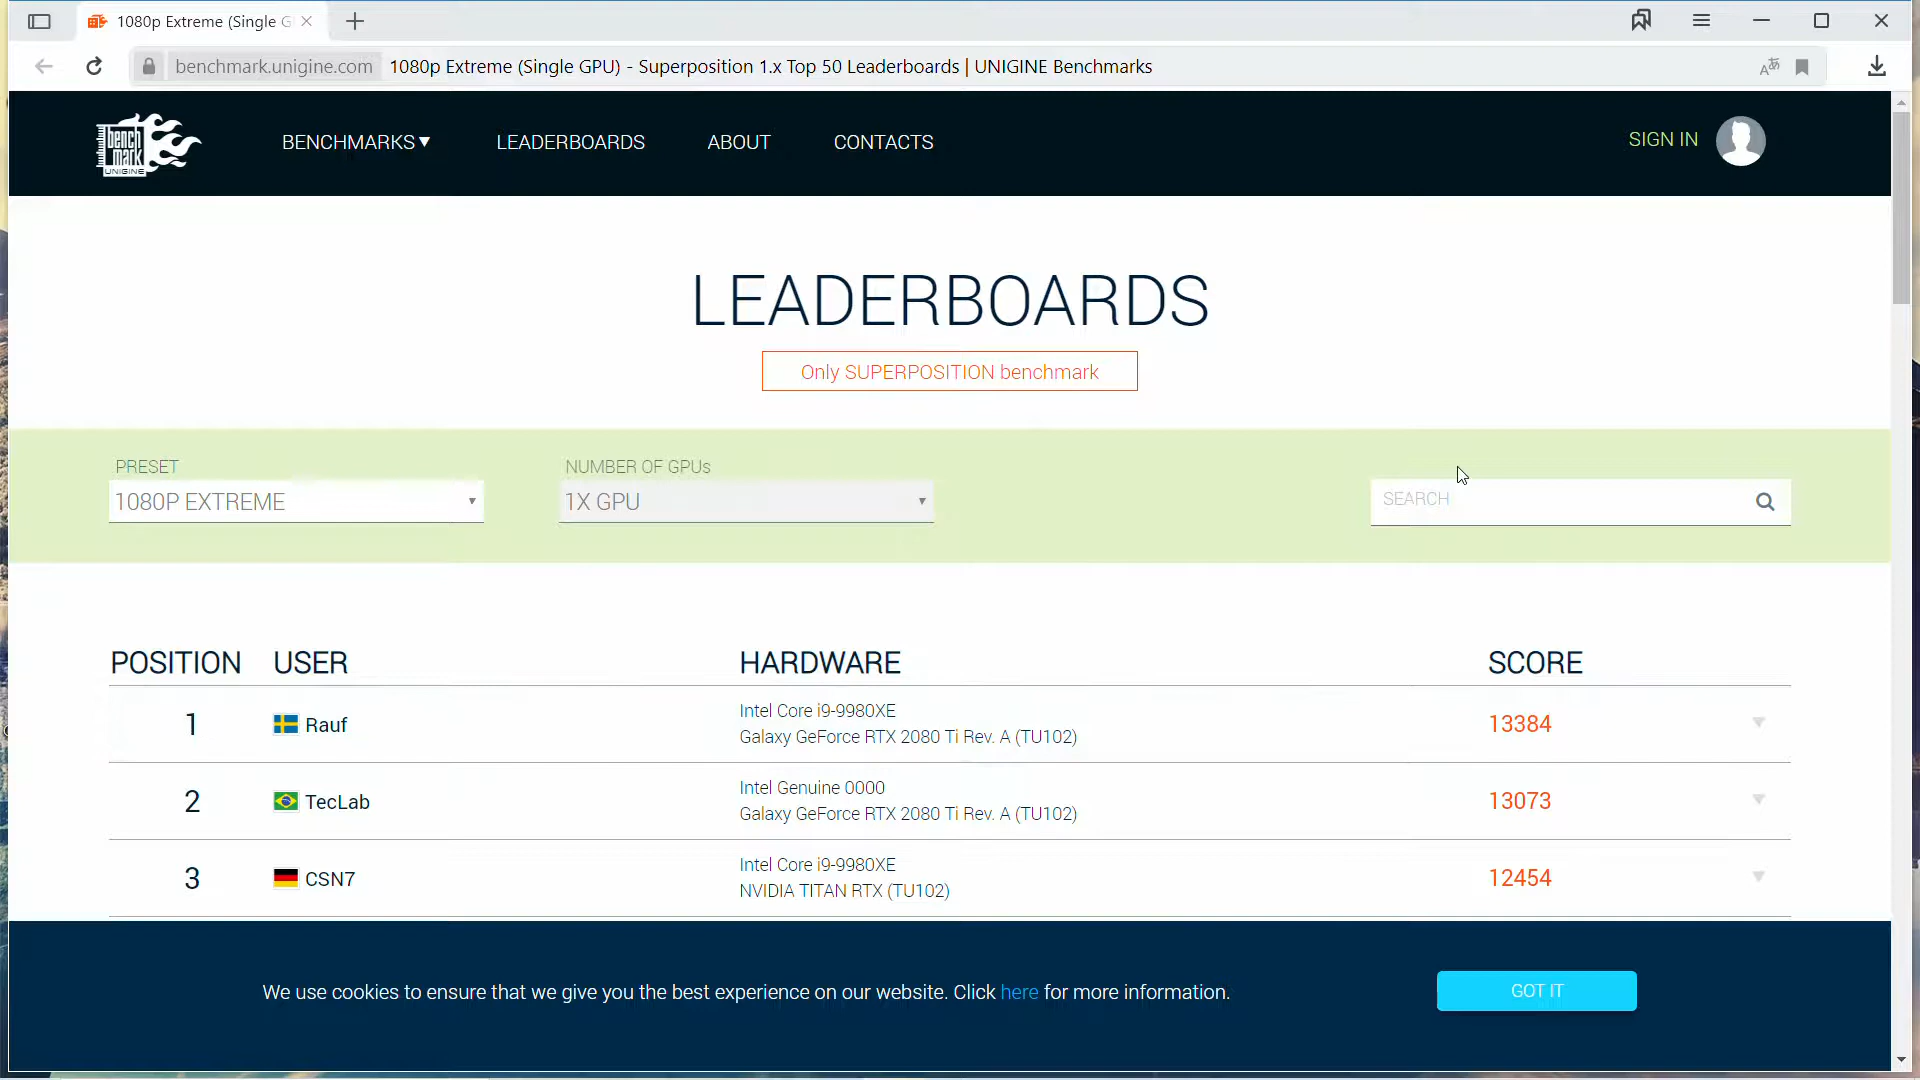 1080p Extreme (Single G
benchmark.unigine.com 1080p Extreme (Single GPU) - Superposition 1.x Top 50 Leaderboards | UNIGINE Benchmarks
bench
mark
UNIGINE
BENCHMARKS▼ LEADERBOARDS ABOUT CONTACTS SIGN IN
LEADERBOARDS
Only SUPERPOSITION benchmark
PRESET NUMBER OF GPUs
1080P EXTREME 1X GPU SEARCH
POSITION USER HARDWARE SCORE
1 Rauf Intel Core i9-9980XE 13384
Galaxy GeForce RTX 2080 Ti Rev. A (TU102)
2 TecLab Intel Genuine 0000 13073
Galaxy GeForce RTX 2080 Ti Rev. A (TU102)
3 CSN7 Intel Core i9-9980XE 12454
NVIDIA TITAN RTX (TU102)
We use cookies to ensure that we give you the best experience on our website. Click here for more information. GOT IT